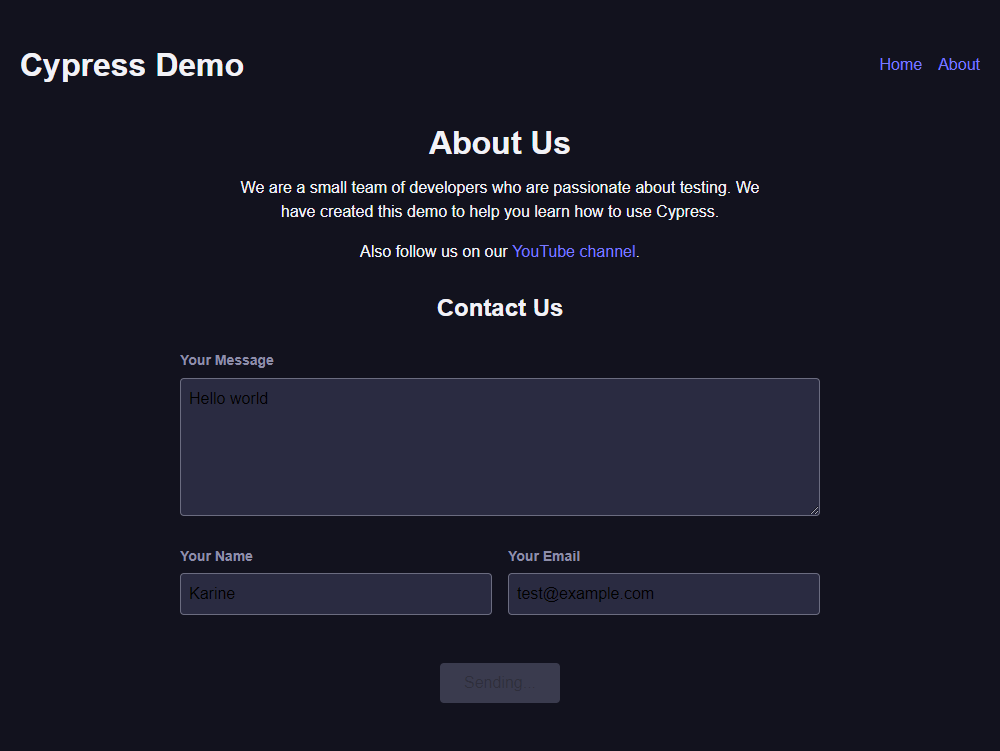 Cypress Demo
Home About
About Us
We are a small team of developers who are passionate about testing. We
have created this demo to help you learn how to use Cypress.
Also follow us on our YouTube channel.
Contact Us
Your Message
Hello world
Your Name
Your Email
Karine
test@example.com
Sending...